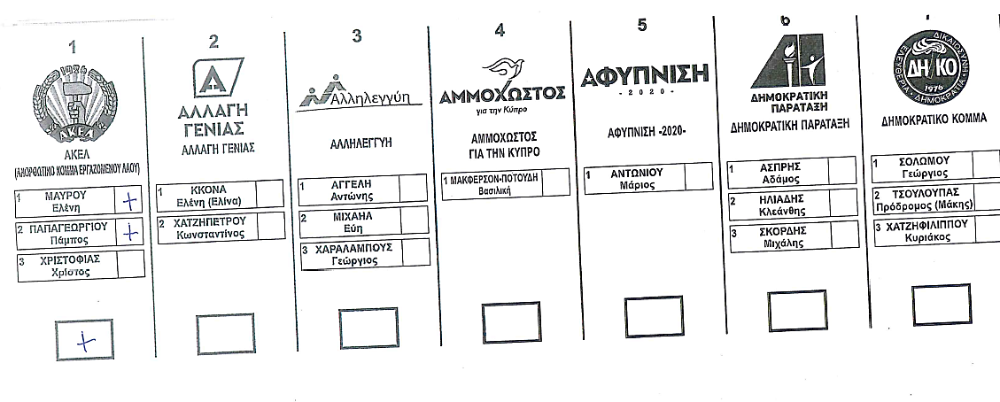 1
1926
ΑΚΕΛ
ΑΚΕΛ
(ΑΝΟΡΘΩΤΙΚΟ ΚΟΜΜΑ ΕΡΓΑΖΟΜΕΝΟΥ ΛΑΟΥ)
1 ΜΑΥΡΟΥ
Ελένη +
2 ΠΑΠΑΓΕΩΡΓΙΟΥ
Πάμπος +
3 ΧΡΙΣΤΟΦΙΑΣ
Χρίστος
+
2
Α
ΑΛΛΑΓΗ
ΓΕΝΙΑΣ
ΑΛΛΑΓΗ ΓΕΝΙΑΣ
1 ΚΚΟΝΑ
Ελένη (Ελίνα)
2 ΧΑΤΖΗΠΕΤΡΟΥ
Κωνσταντίνος
3
Αλληλεγγύη
ΑΛΛΗΛΕΓΓΥΗ
1 ΑΓΓΕΛΗ
Αντώνης
2 ΜΙΧΑΗΛ
Εύη
3 ΧΑΡΑΛΑΜΠΟΥΣ
Γεώργιος
4
ΑΜΜΟΧΩΣΤΟΣ
για την Κύπρο
ΑΜΜΟΧΩΣΤΟΣ
ΓΙΑ ΤΗΝ ΚΥΠΡΟ
1 ΜΑΚΦΕΡΣΟΝ-ΠΟΤΟΥΔΗ
Βασιλική
5
ΑΦΥΠΝΙΣΗ
- 2020 -
ΑΦΥΠΝΙΣΗ -2020-
1 ΑΝΤΩΝΙΟΥ
Μάριος
6
ΔΗΜΟΚΡΑΤΙΚΗ
ΠΑΡΑΤΑΞΗ
ΔΗΜΟΚΡΑΤΙΚΗ ΠΑΡΑΤΑΞΗ
1 ΑΣΠΡΗΣ
Αδάμος
2 ΗΛΙΑΔΗΣ
Κλεάνθης
3 ΣΚΟΡΔΗΣ
Μιχάλης
ΕΛΕΥΘΕΡΙΑ ΔΙΚΑΙΟΣΥΝΗ
ΔΗ/ΚΟ
1976
ΔΗΜΟΚΡΑΤΙΑ
ΔΗΜΟΚΡΑΤΙΚΟ ΚΟΜΜΑ
1 ΣΟΛΩΜΟΥ
Γεώργιος
2 ΤΣΟΥΛΟΥΠΑΣ
Πρόδρομος (Μάκης)
3 ΧΑΤΖΗΦΙΛΙΠΠΟΥ
Κυριάκος